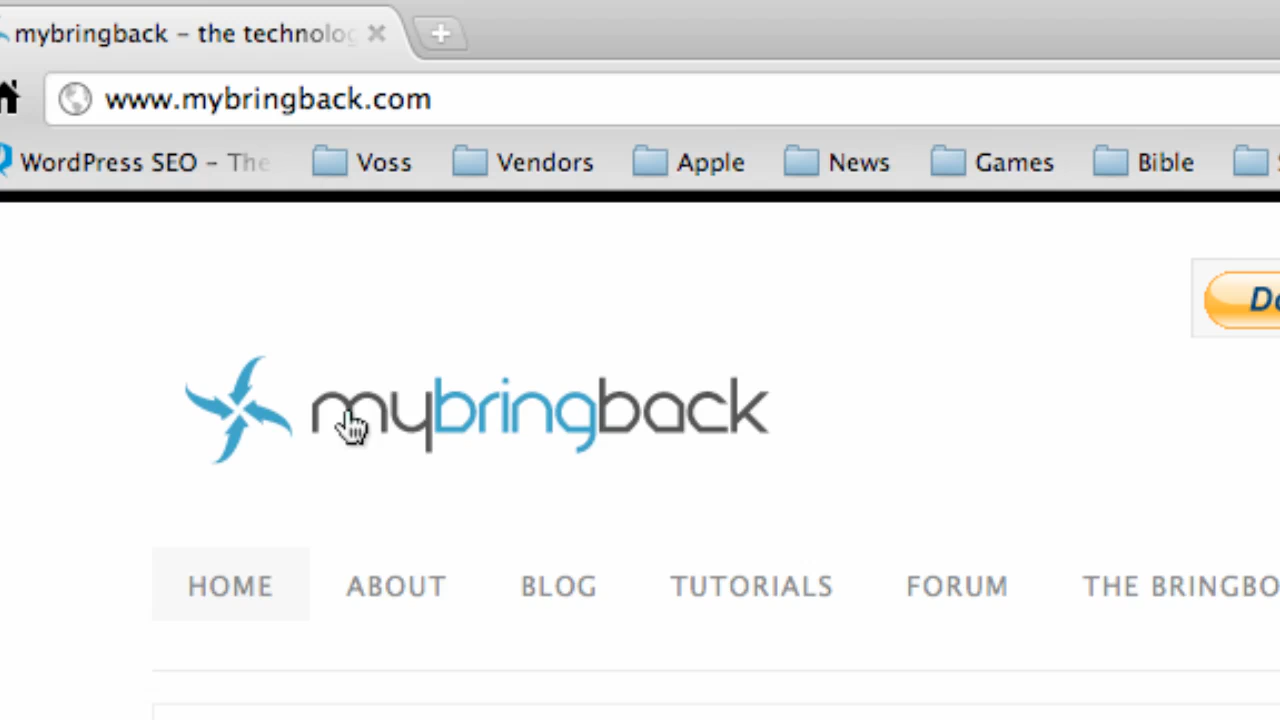 mybringback – the technolog
www.mybringback.com
WordPress SEO – The Voss Vendors Apple News Games Bible
mybringback
HOME ABOUT BLOG TUTORIALS FORUM THE BRINGBO